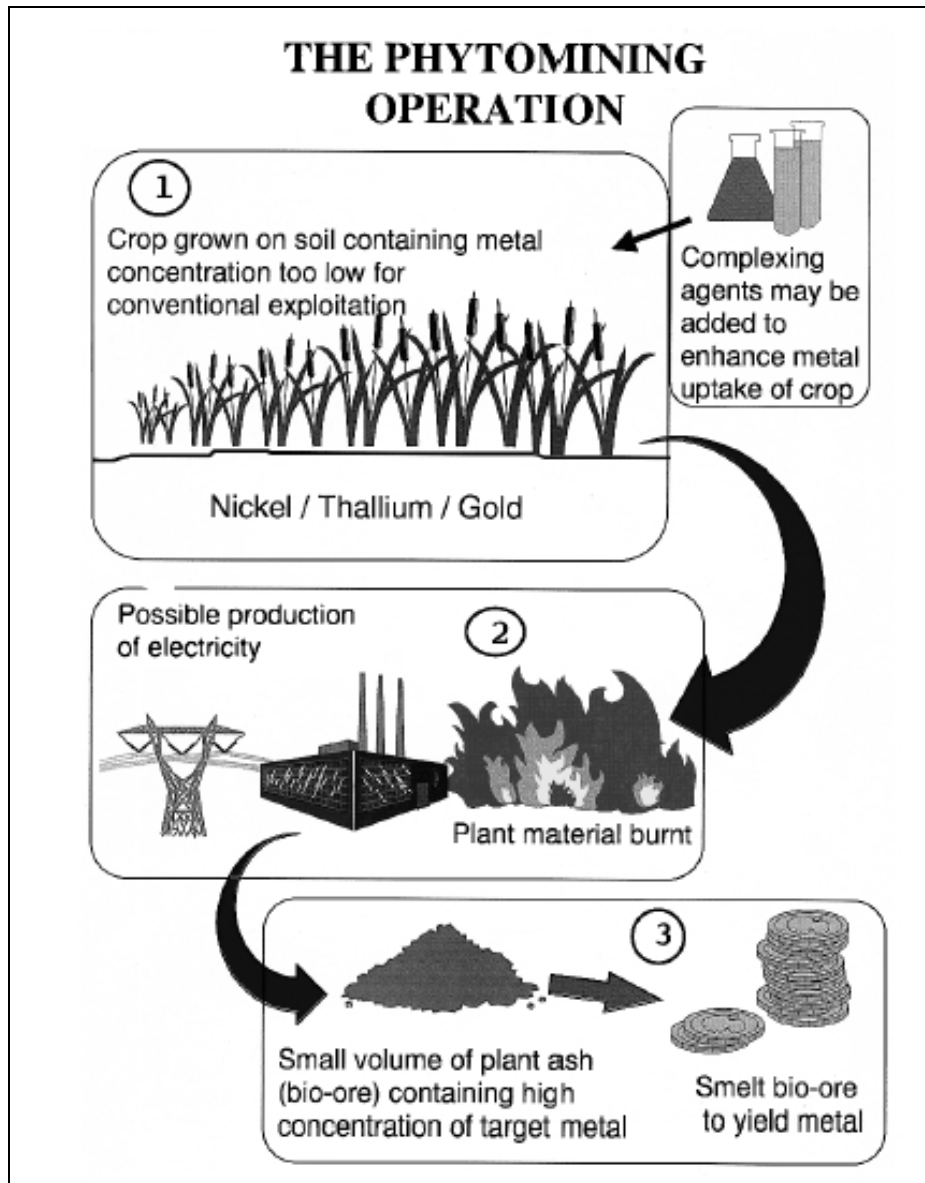 THE PHYTOMINING
OPERATION
1
Crop grown on soil containing metal
concentration too low for
conventional exploitation
Complexing
agents may be
added to
enhance metal
uptake of crop
Nickel / Thallium / Gold
Possible production
of electricity
2
Plant material burnt
3
Small volume of plant ash
(bio-ore) containing high
concentration of target metal
Smelt bio-ore
to yield metal